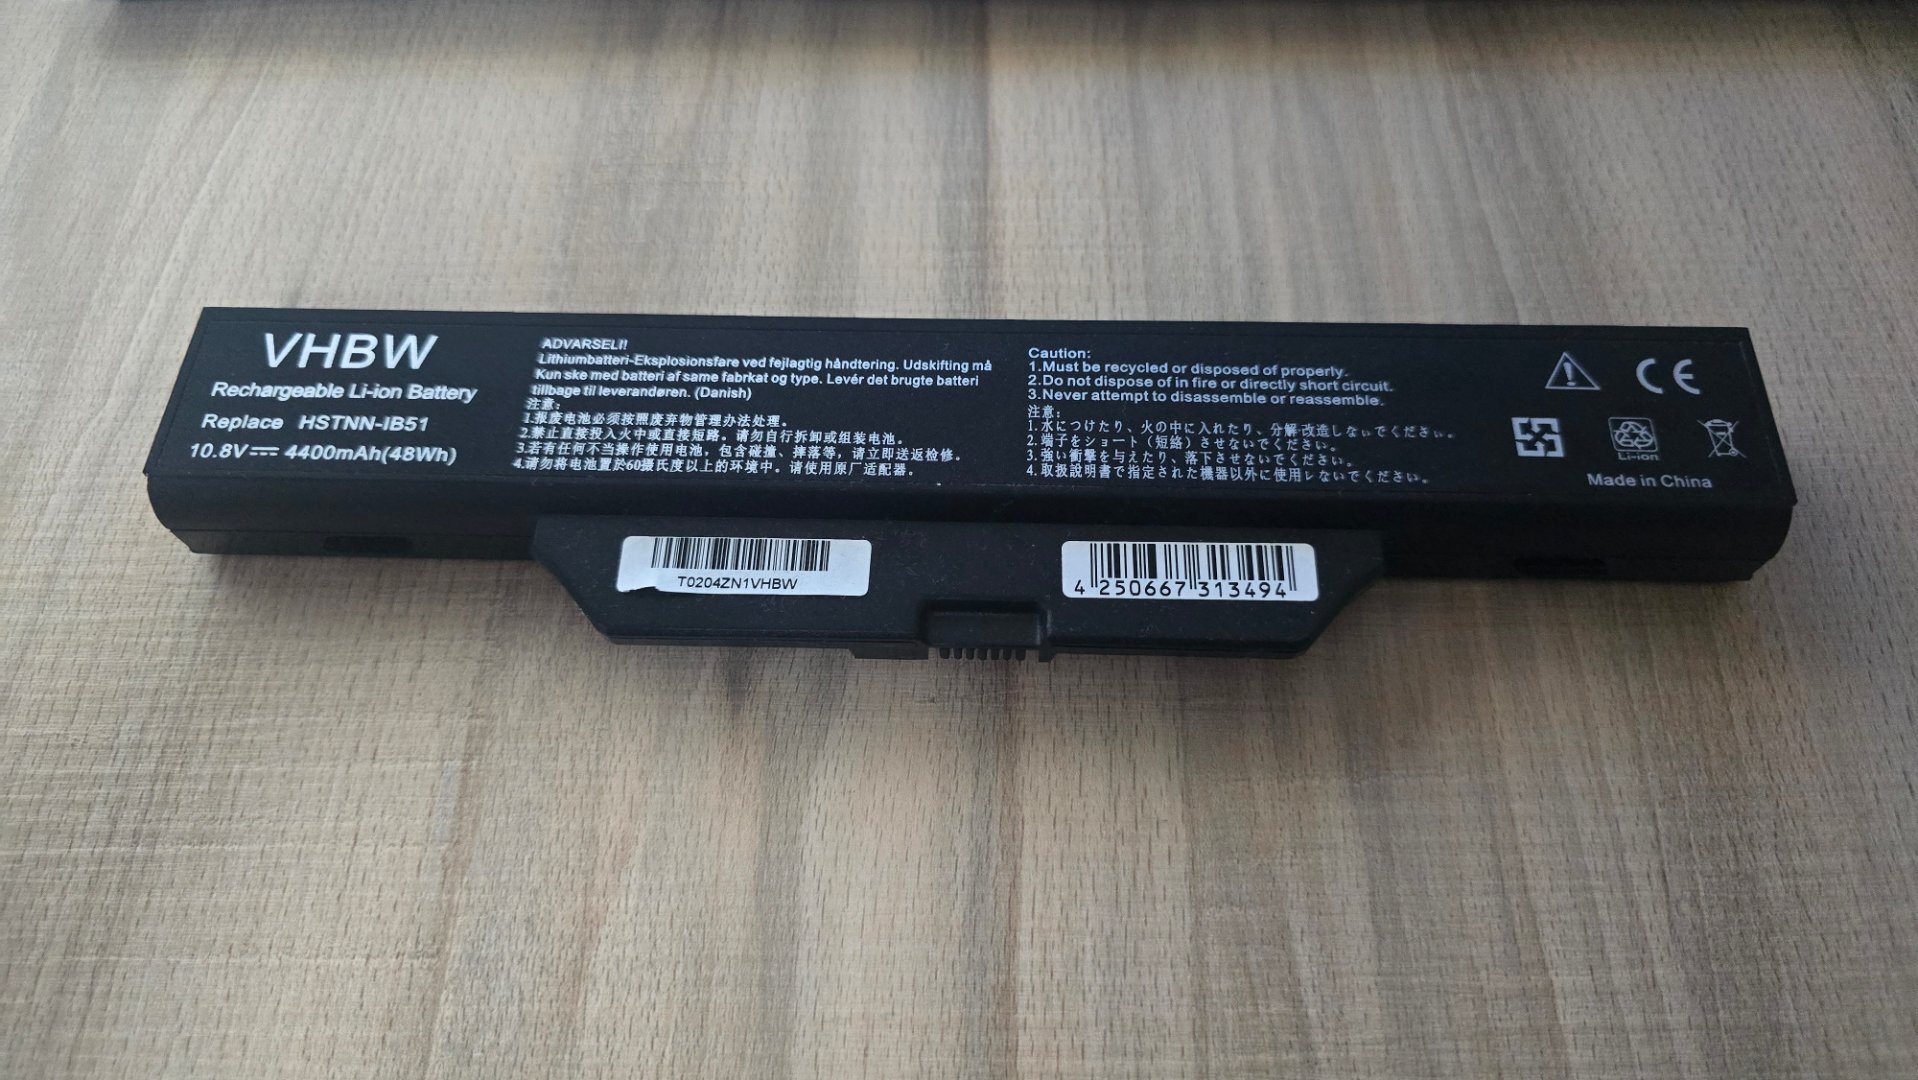 VHBW
Rechargeable Li-ion Battery
Replace HSTNN-IB51
10.8V 4400mAh(48Wh)
ADVARSEL!!
Lithiumbatteri-Eksplosionsfare ved fejlagtig håndtering. Udskifting må
Kun ske med batteri af same fabrkat og type. Levér det brugte batteri
tillbage til leverandøren. (Danish)
注意:
1.报废电池必须按照废弃物管理办法处理。
2.禁止直接投入火中或直接短路。请勿自行拆卸或组装电池。
3.若有任何不当操作使用电池，包含碰撞、摔落等，请立即送返检修。
4.请勿将电池置於60摄氏度以上的环境中。请使用原厂适配器。
Caution:
1.Must be recycled or disposed of properly.
2.Do not dispose of in fire or directly short circuit.
3.Never attempt to disassemble or reassemble.
注意:
1.水につけたり、火の中に入れたり、分解改造しないでください。
2.端子をショート（短絡）させないでください。
3.強い衝撃を与えたり、落下させないでください。
4.取扱説明書で指定された機器以外に使用しないでください。
CE
Li-ion
Made in China
T0204ZN1VHBW
4 250667 313494